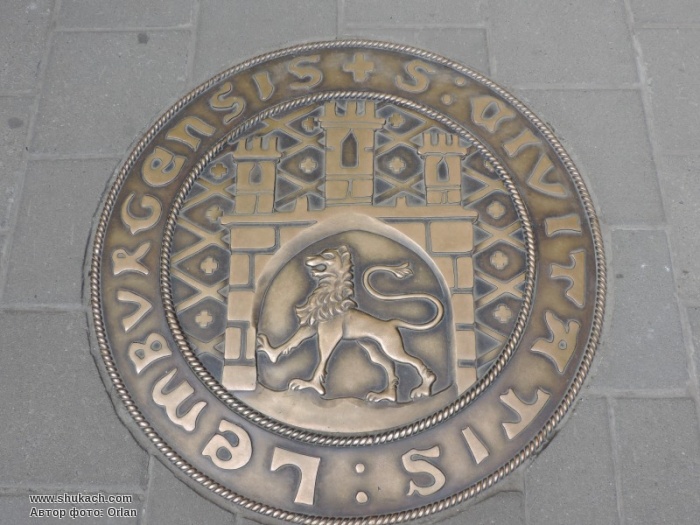 ✝ S: CIVITATIS: LEMBVRGENSIS
www.shukach.com
Автор фото: Orlan